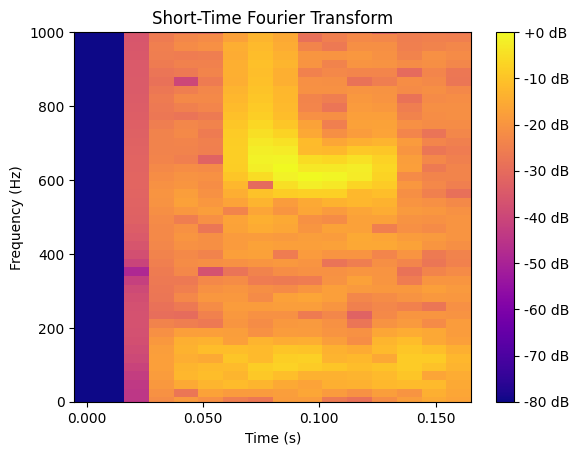 Short-Time Fourier Transform
1000
800
600
400
200
0
Frequency (Hz)
0.000
0.050
0.100
0.150
Time (s)
+0 dB
-10 dB
-20 dB
-30 dB
-40 dB
-50 dB
-60 dB
-70 dB
-80 dB